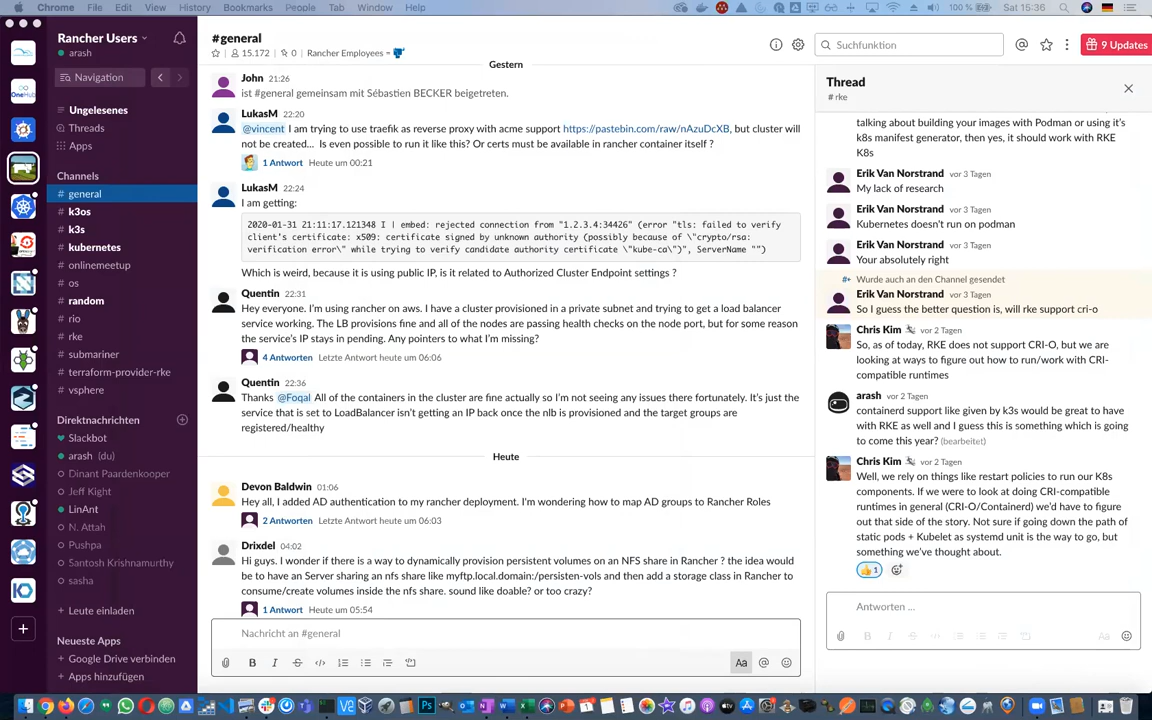 Chrome File Edit View History Bookmarks People Tab Window Help
100 % Sat 15:36
Rancher Users
arash
Navigation
Ungelesenes
Threads
Apps
Channels
# general
# k3os
# k3s
# kubernetes
# onlinemeetup
# os
# random
# rio
# rke
# submariner
# terraform-provider-rke
# vsphere
Direktnachrichten
Slackbot
arash (du)
Dinant Paardenkooper
Jeff Kight
LinAnt
N. Attah
Pushpa
Santosh Krishnamurthy
sasha
+ Leute einladen
Neueste Apps
+ Google Drive verbinden
+ Apps hinzufügen
#general
15.172 | 0 | Rancher Employees =
Suchfunktion
9 Updates
Gestern
John 21:26
ist #general gemeinsam mit Sébastien BECKER beigetreten.
LukasM 22:20
@vincent I am trying to use traefik as reverse proxy with acme support https://pastebin.com/raw/nAzuDcXB, but cluster will
not be created... Is even possible to run it like this? Or certs must be available in rancher container itself ?
1 Antwort Heute um 00:21
LukasM 22:24
I am getting:
2020-01-31 21:11:17.121348 I | embed: rejected connection from "1.2.3.4:34426" (error "tls: failed to verify
client's certificate: x509: certificate signed by unknown authority (possibly because of \"crypto/rsa:
verification error\" while trying to verify candidate authority certificate \"kube-ca\")", ServerName "")
Which is weird, because it is using public IP, is it related to Authorized Cluster Endpoint settings ?
Quentin 22:31
Hey everyone. I'm using rancher on aws. I have a cluster provisioned in a private subnet and trying to get a load balancer
service working. The LB provisions fine and all of the nodes are passing health checks on the node port, but for some reason
the service's IP stays in pending. Any pointers to what I'm missing?
4 Antworten Letzte Antwort heute um 06:06
Quentin 22:36
Thanks @Foqal All of the containers in the cluster are fine actually so I'm not seeing any issues there fortunately. It's just the
service that is set to LoadBalancer isn't getting an IP back once the nlb is provisioned and the target groups are
registered/healthy
Heute
Devon Baldwin 01:06
Hey all, I added AD authentication to my rancher deployment. I'm wondering how to map AD groups to Rancher Roles
2 Antworten Letzte Antwort heute um 06:03
Drixdel 04:02
Hi guys. I wonder if there is a way to dynamically provision persistent volumes on an NFS share in Rancher ? the idea would
be to have an Server sharing an nfs share like myftp.local.domain:/persisten-vols and then add a storage class in Rancher to
consume/create volumes inside the nfs share. sound like doable? or too crazy?
1 Antwort Heute um 05:54
Nachricht an #general
Thread
# rke
talking about building your images with Podman or using it's
k8s manifest generator, then yes, it should work with RKE
K8s
Erik Van Norstrand vor 3 Tagen
My lack of research
Erik Van Norstrand vor 3 Tagen
Kubernetes doesn't run on podman
Erik Van Norstrand vor 3 Tagen
Your absolutely right
Wurde auch an den Channel gesendet
Erik Van Norstrand vor 3 Tagen
So I guess the better question is, will rke support cri-o
Chris Kim vor 2 Tagen
So, as of today, RKE does not support CRI-O, but we are
looking at ways to figure out how to run/work with CRI-
compatible runtimes
arash vor 2 Tagen
containerd support like given by k3s would be great to have
with RKE as well and I guess this is something which is going
to come this year? (bearbeitet)
Chris Kim vor 2 Tagen
Well, we rely on things like restart policies to run our K8s
components. If we were to look at doing CRI-compatible
runtimes in general (CRI-O/Containerd) we'd have to figure
out that side of the story. Not sure if going down the path of
static pods + Kubelet as systemd unit is the way to go, but
something we've thought about.
1
Antworten ...